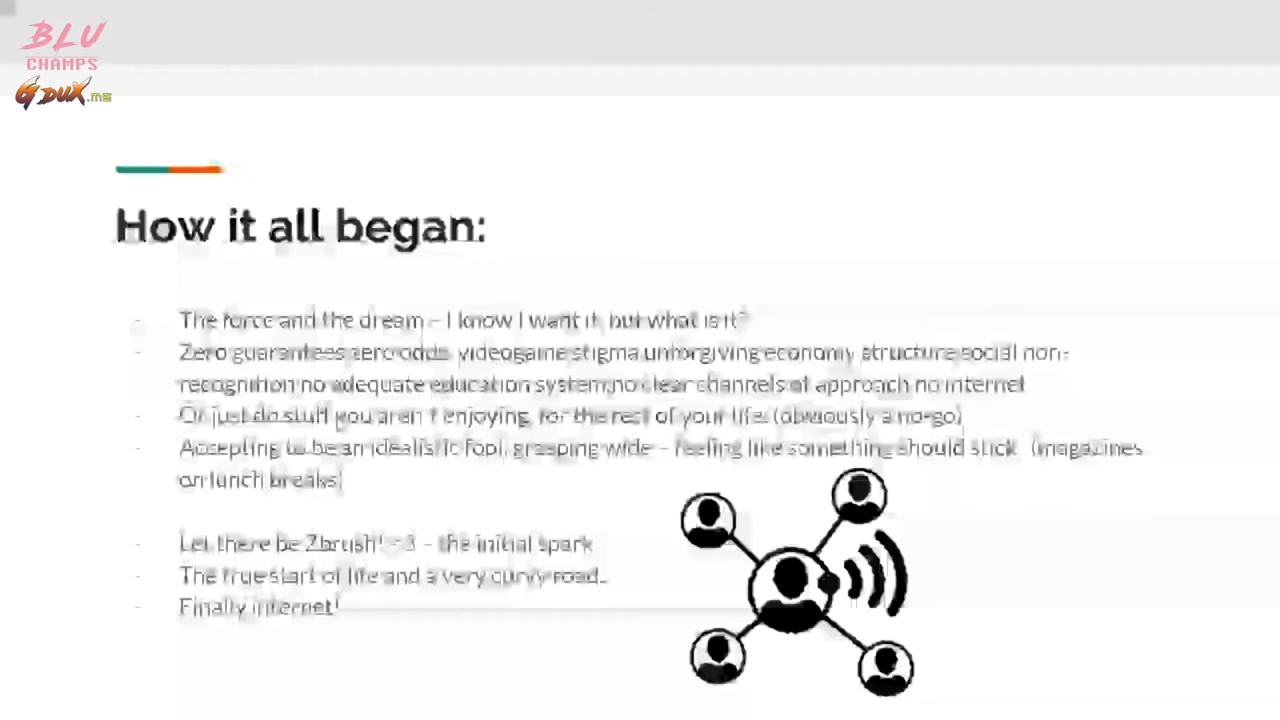 BLU
CHAMPS
G DUX.ME
How it all began:
- The force and the dream – I know I want it, but what is it?
- Zero guarantees zero odds, videogame stigma, unforgiving economy structure, social non-
recognition, no adequate education system, no clear channels of approach, no internet
- Or just do stuff you aren't enjoying, for the rest of your life. (obviously a no-go)
- Accepting to be an idealistic fool, grasping wide – feeling like something should stick (magazines
on lunch breaks)
- Let there be Zbrush! <3 – the initial spark
- The true start of life and a very curvy road..
- Finally internet!